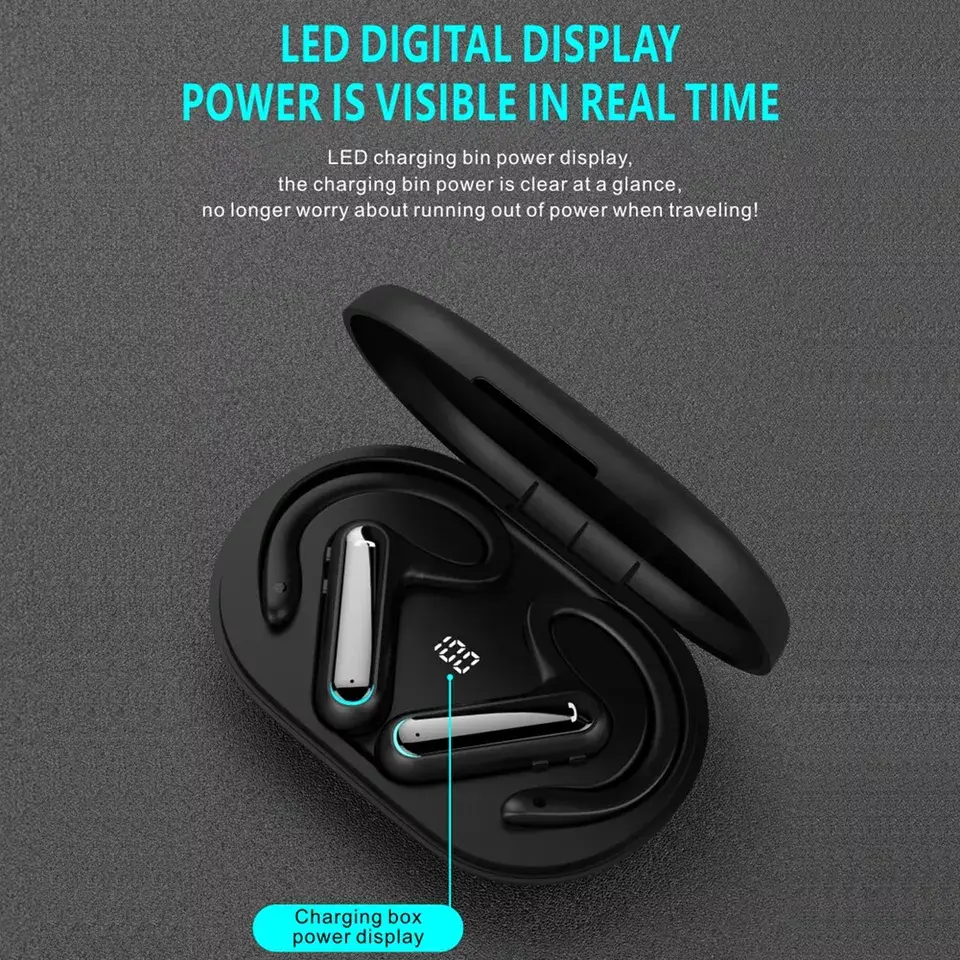 LED DIGITAL DISPLAY
POWER IS VISIBLE IN REAL TIME
LED charging bin power display,
the charging bin power is clear at a glance,
no longer worry about running out of power when traveling!
100
Charging box
power display